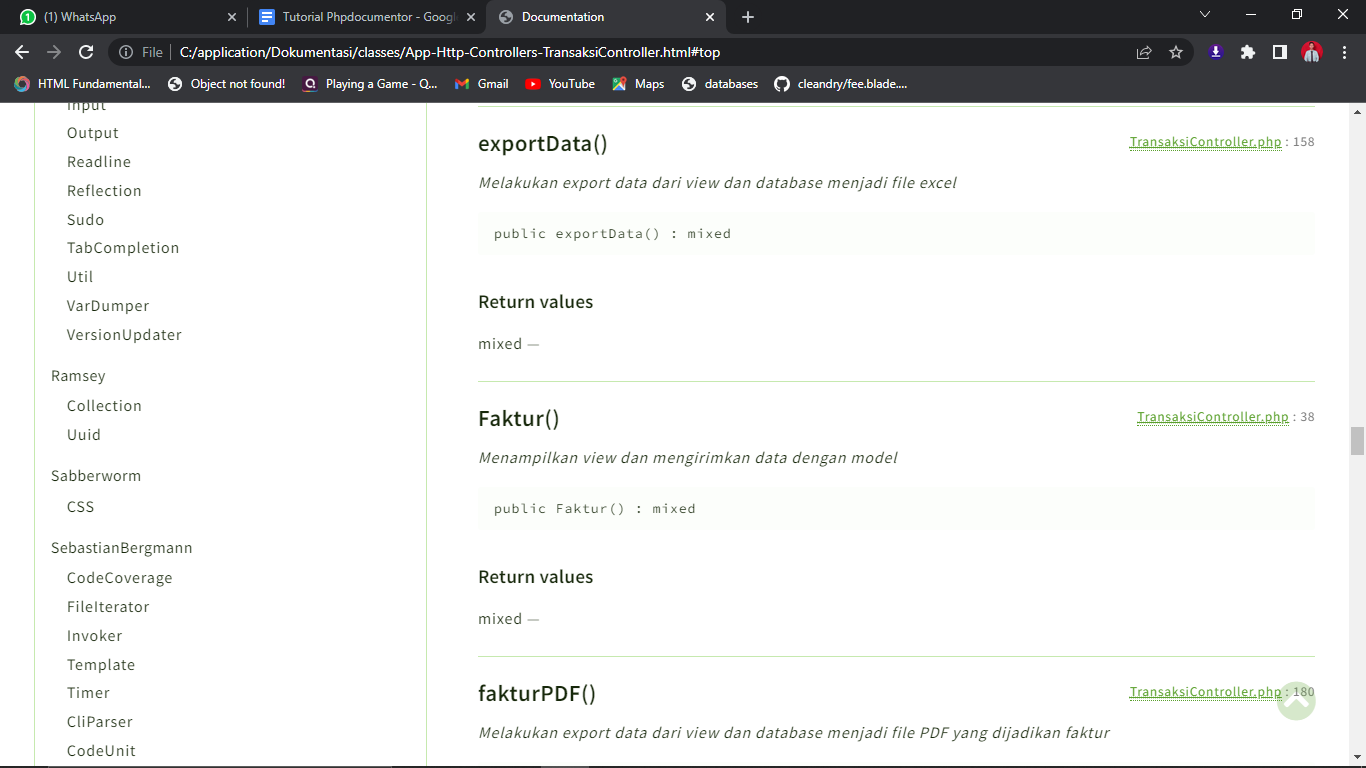 (1) WhatsApp
Tutorial Phpdocumentor - Google
Documentation
File
C:/application/Dokumentasi/classes/App-Http-Controllers-TransaksiController.html#top
HTML Fundamental...
Object not found!
Playing a Game - Q...
Gmail
YouTube
Maps
databases
cleandry/fee.blade....
Input
Output
Readline
Reflection
Sudo
TabCompletion
Util
VarDumper
VersionUpdater
Ramsey
Collection
Uuid
Sabberworm
CSS
SebastianBergmann
CodeCoverage
FileIterator
Invoker
Template
Timer
CliParser
CodeUnit
exportData()
TransaksiController.php : 158
Melakukan export data dari view dan database menjadi file excel
public exportData() : mixed
Return values
mixed —
Faktur()
TransaksiController.php : 38
Menampilkan view dan mengirimkan data dengan model
public Faktur() : mixed
Return values
mixed —
fakturPDF()
TransaksiController.php : 180
Melakukan export data dari view dan database menjadi file PDF yang dijadikan faktur